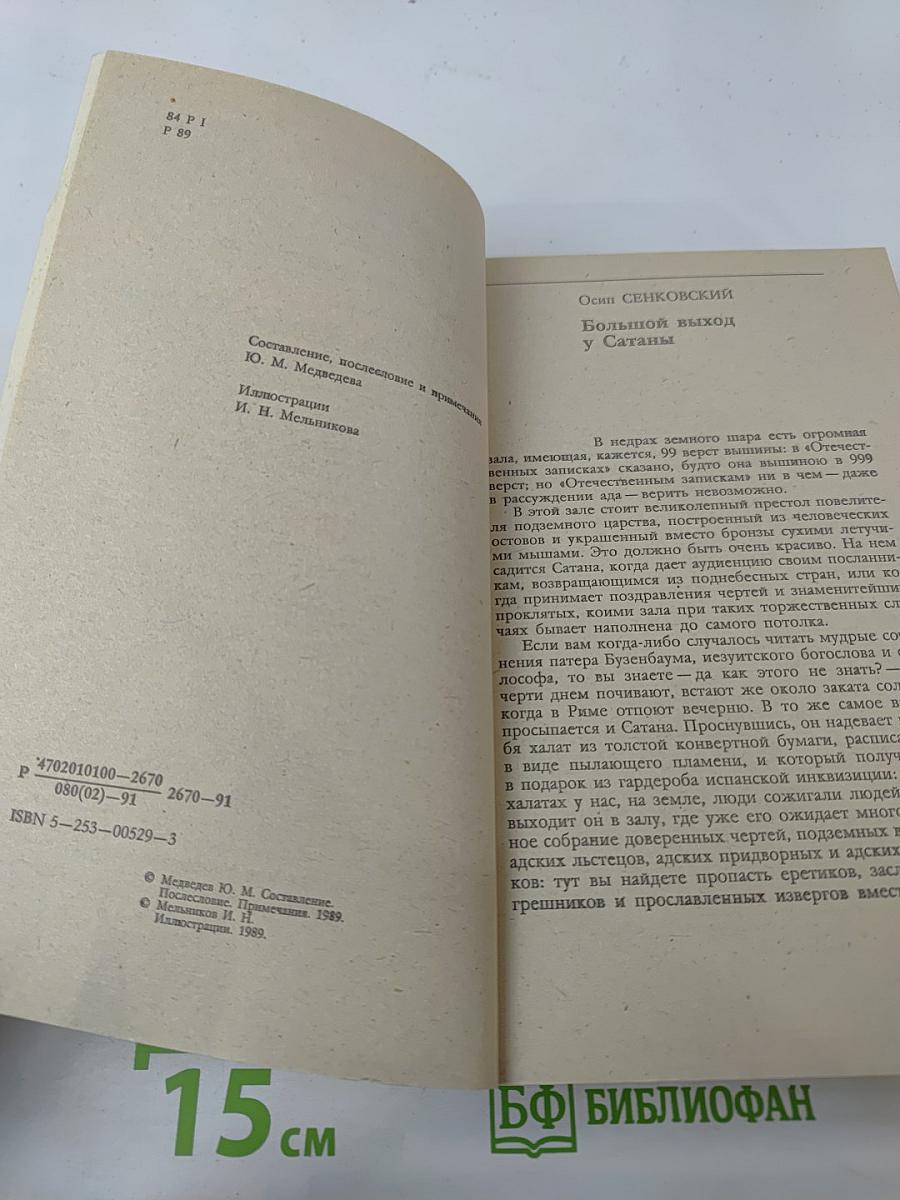 84 Р 1
Р 89
Составление, послесловие и примечания
Ю. М. Медведева
Иллюстрации
И. Н. Мельникова
Р 4702010100—2670
080(02)—91
2670—91
ISBN 5—253—00529—3
© Медведев Ю. М. Составление.
Послесловие. Примечания. 1989.
© Мельников И. Н.
Иллюстрации. 1989.
Осип СЕНКОВСКИЙ
Большой выход
у Сатаны
В недрах земного шара есть огромная
зала, имеющая, кажется, 99 верст вышины: в «Отечест-
венных записках» сказано, будто она вышиною в 999
верст; но «Отечественным запискам» ни в чем — даже
в рассуждении ада — верить невозможно.
В этой зале стоит великолепный престол повелите-
ля подземного царства, построенный из человеческих
остовов и украшенный вместо бронзы сухими летучи-
ми мышами. Это должно быть очень красиво. На нем
садится Сатана, когда дает аудиенцию своим посланни-
кам, возвращающимся из поднебесных стран, или ко
гда принимает поздравления чертей и знаменитейши
проклятых, коими зала при таких торжественных сл
чаях бывает наполнена до самого потолка.
Если вам когда-либо случалось читать мудрые со
нения патера Бузенбаума, иезуитского богослова и
лософа, то вы знаете — да как этого не знать? —
черти днем почивают, встают же около заката сол
когда в Риме отпоют вечерню. В то же самое в
просыпается и Сатана. Проснувшись, он надевает
бя халат из толстой конвертной бумаги, расписа
в виде пылающего пламени, и который получ
в подарок из гардероба испанской инквизиции:
халатах у нас, на земле, люди сожигали людей
выходит он в залу, где уже его ожидает много
ное собрание доверенных чертей, подземных в
адских льстецов, адских придворных и адских
ков: тут вы найдете пропасть еретиков, засл
грешников и прославленных извергов вмест
15 см
БФ БИБЛИОФАН